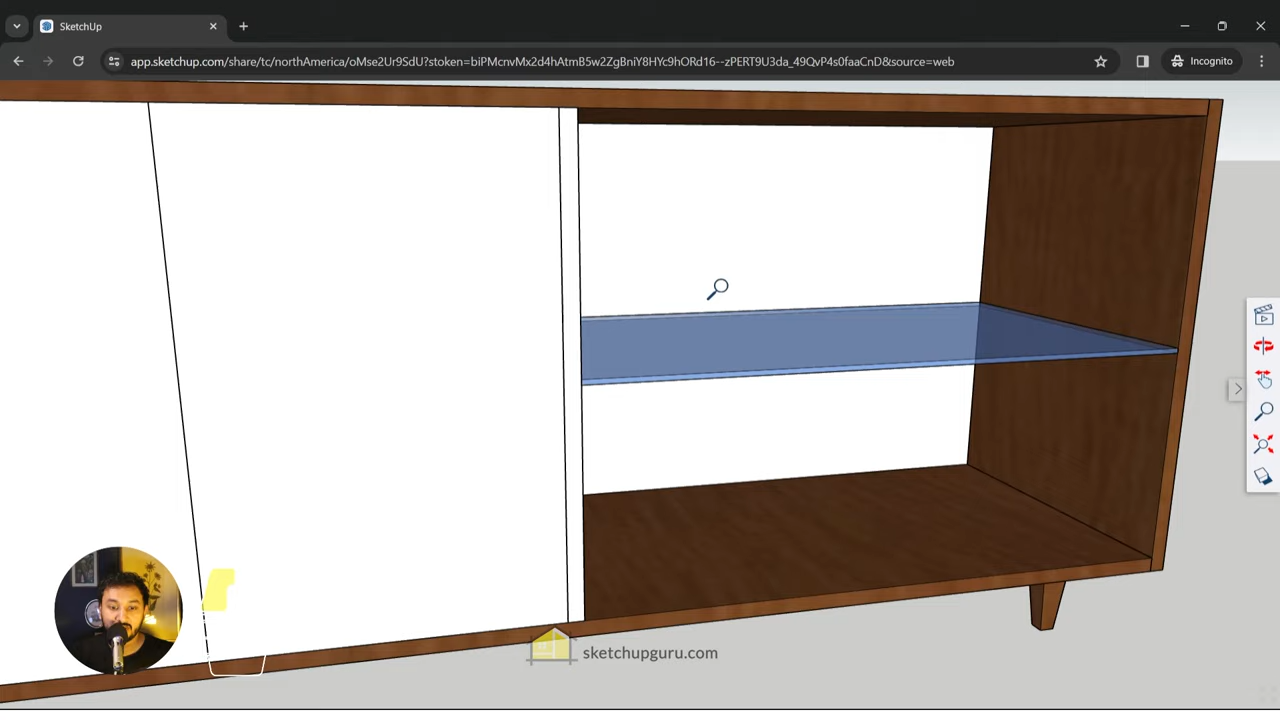 SketchUp
app.sketchup.com/share/tc/northAmerica/oMse2Ur9SdU?stoken=biPMcnvMx2d4hAtmB5w2ZgBniY8HYc9hORd16--zPERT9U3da_49QvP4s0faaCnD&source=web
Incognito
sketchupguru.com